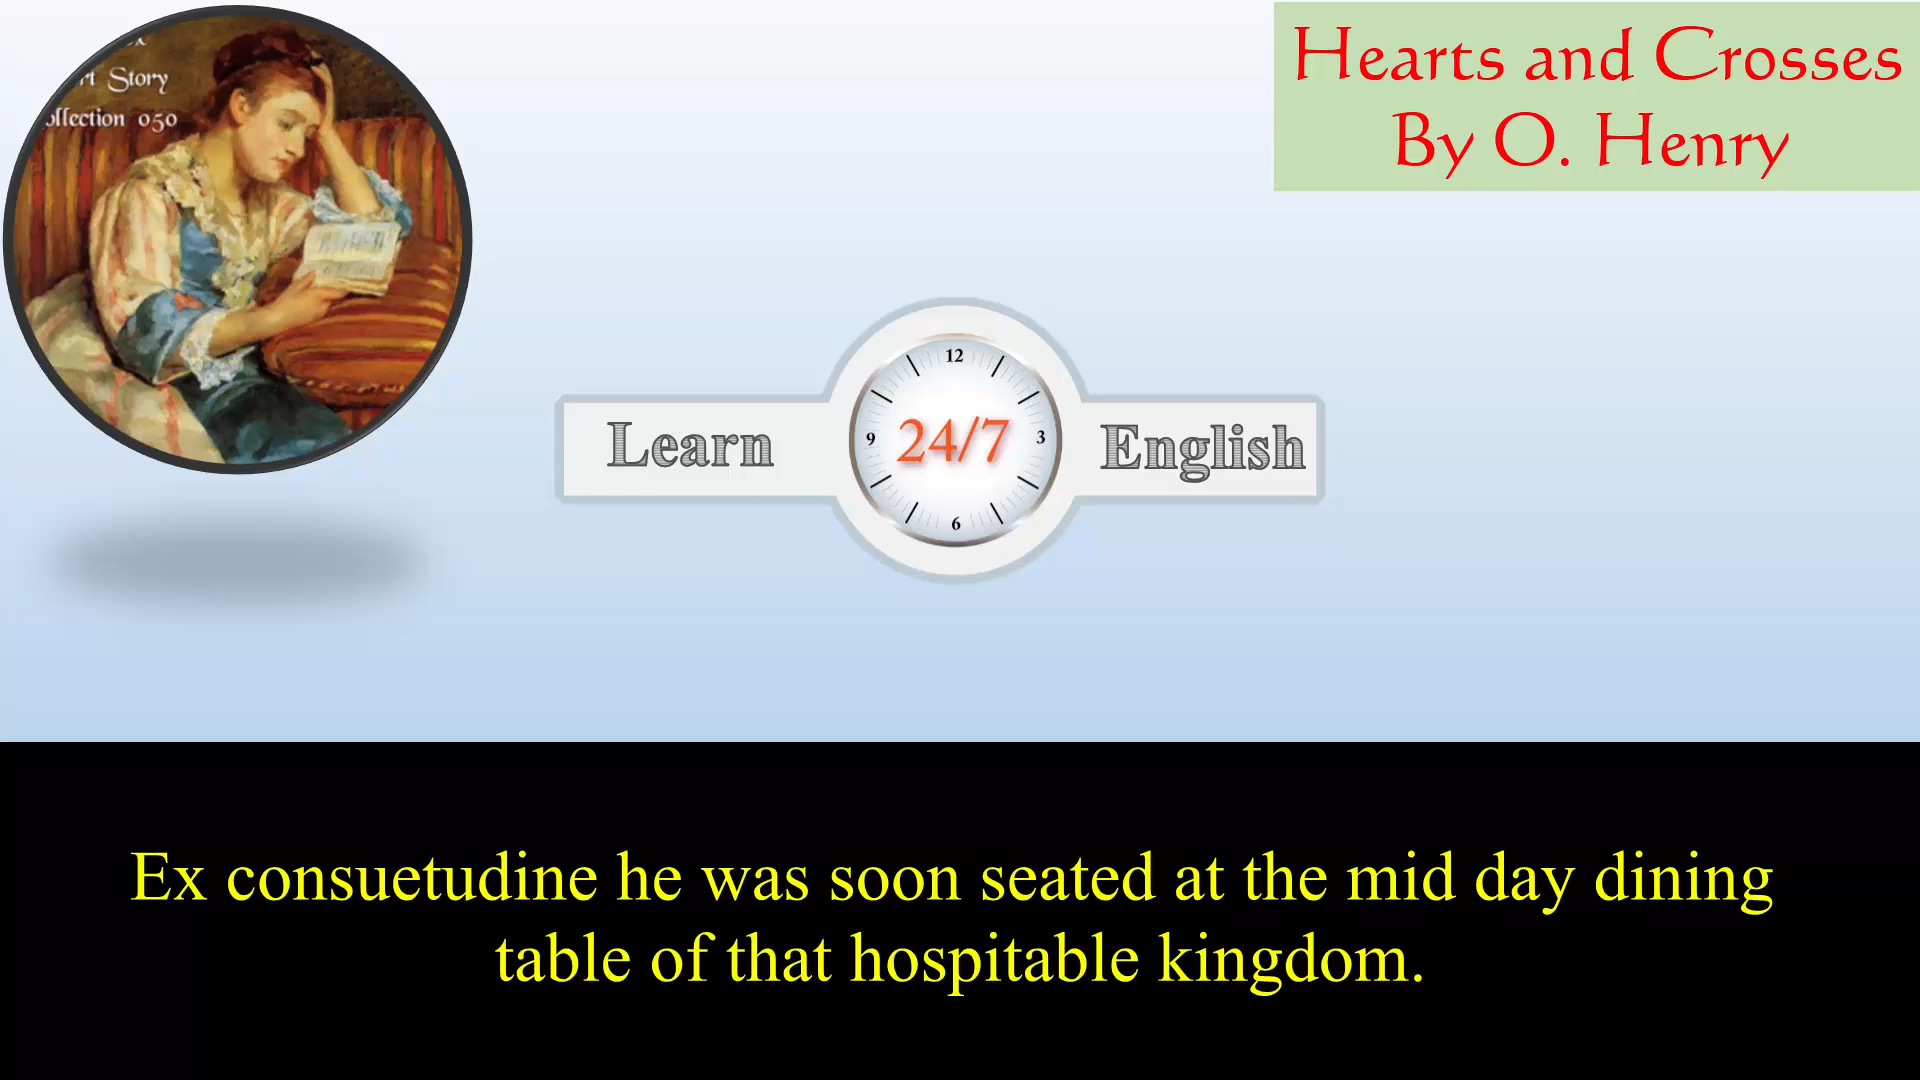 rt Story
ollection 050
Hearts and Crosses
By O. Henry
Learn 24/7 English
12
9
3
6
Ex consuetudine he was soon seated at the mid day dining
table of that hospitable kingdom.